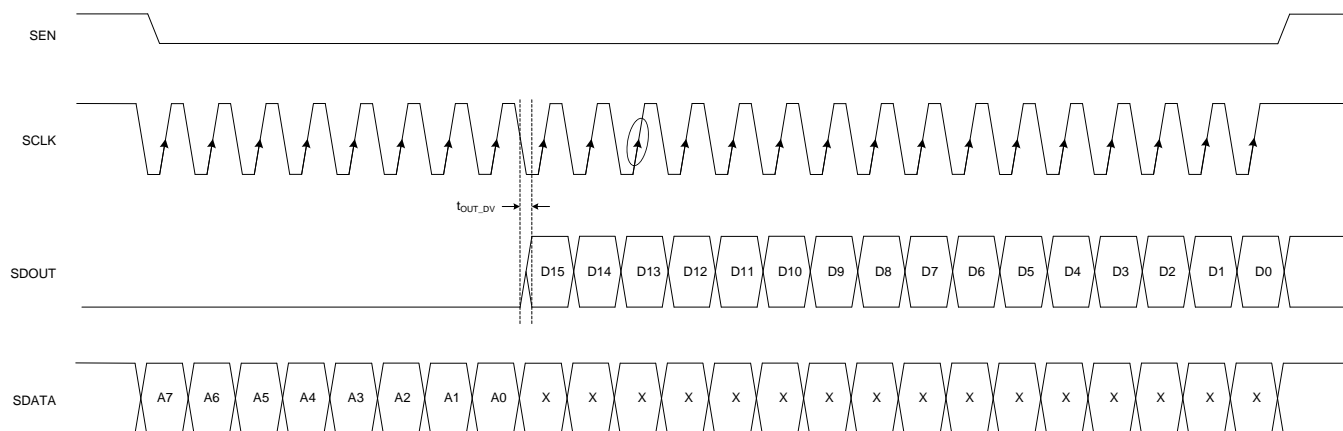 SEN
SCLK
tOUT_DV
SDOUT D15 D14 D13 D12 D11 D10 D9 D8 D7 D6 D5 D4 D3 D2 D1 D0
SDATA A7 A6 A5 A4 A3 A2 A1 A0 X X X X X X X X X X X X X X X X